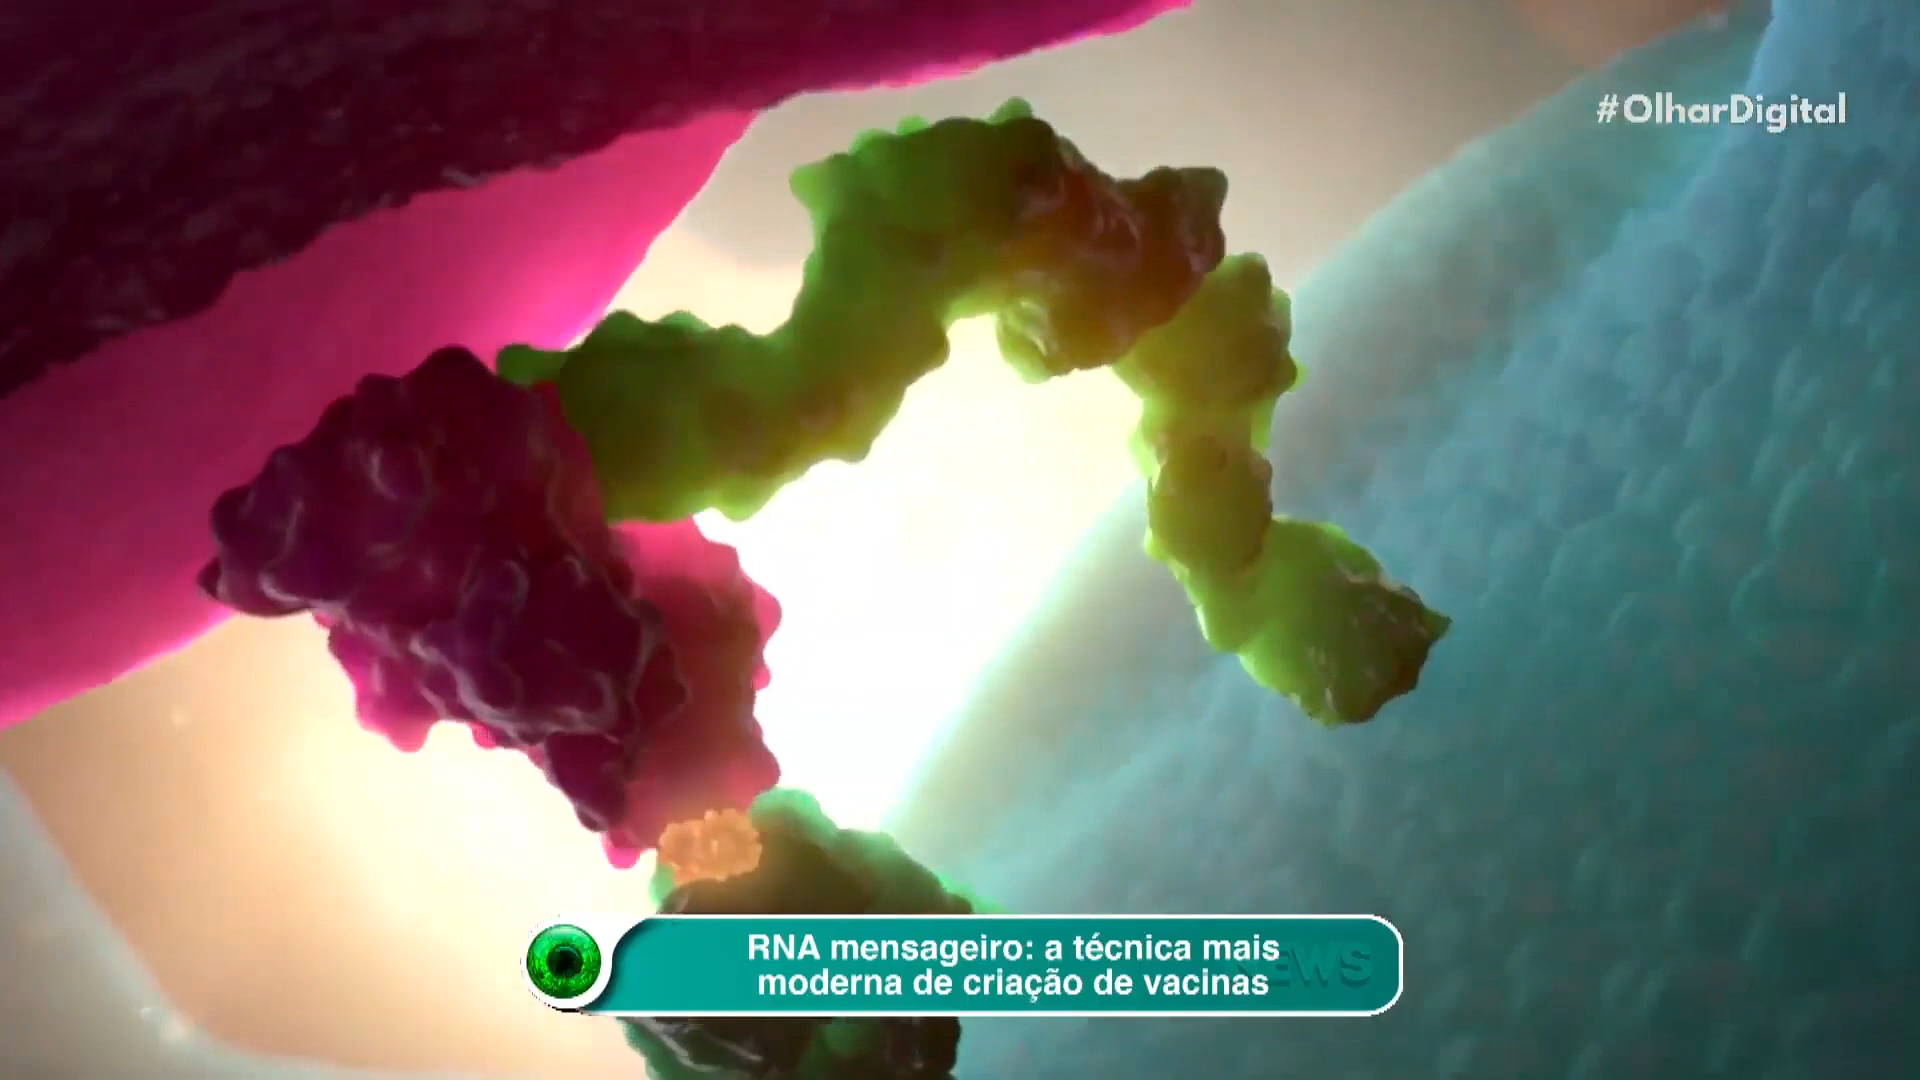 #OlharDigital
RNA mensageiro: a técnica mais
moderna de criação de vacinas